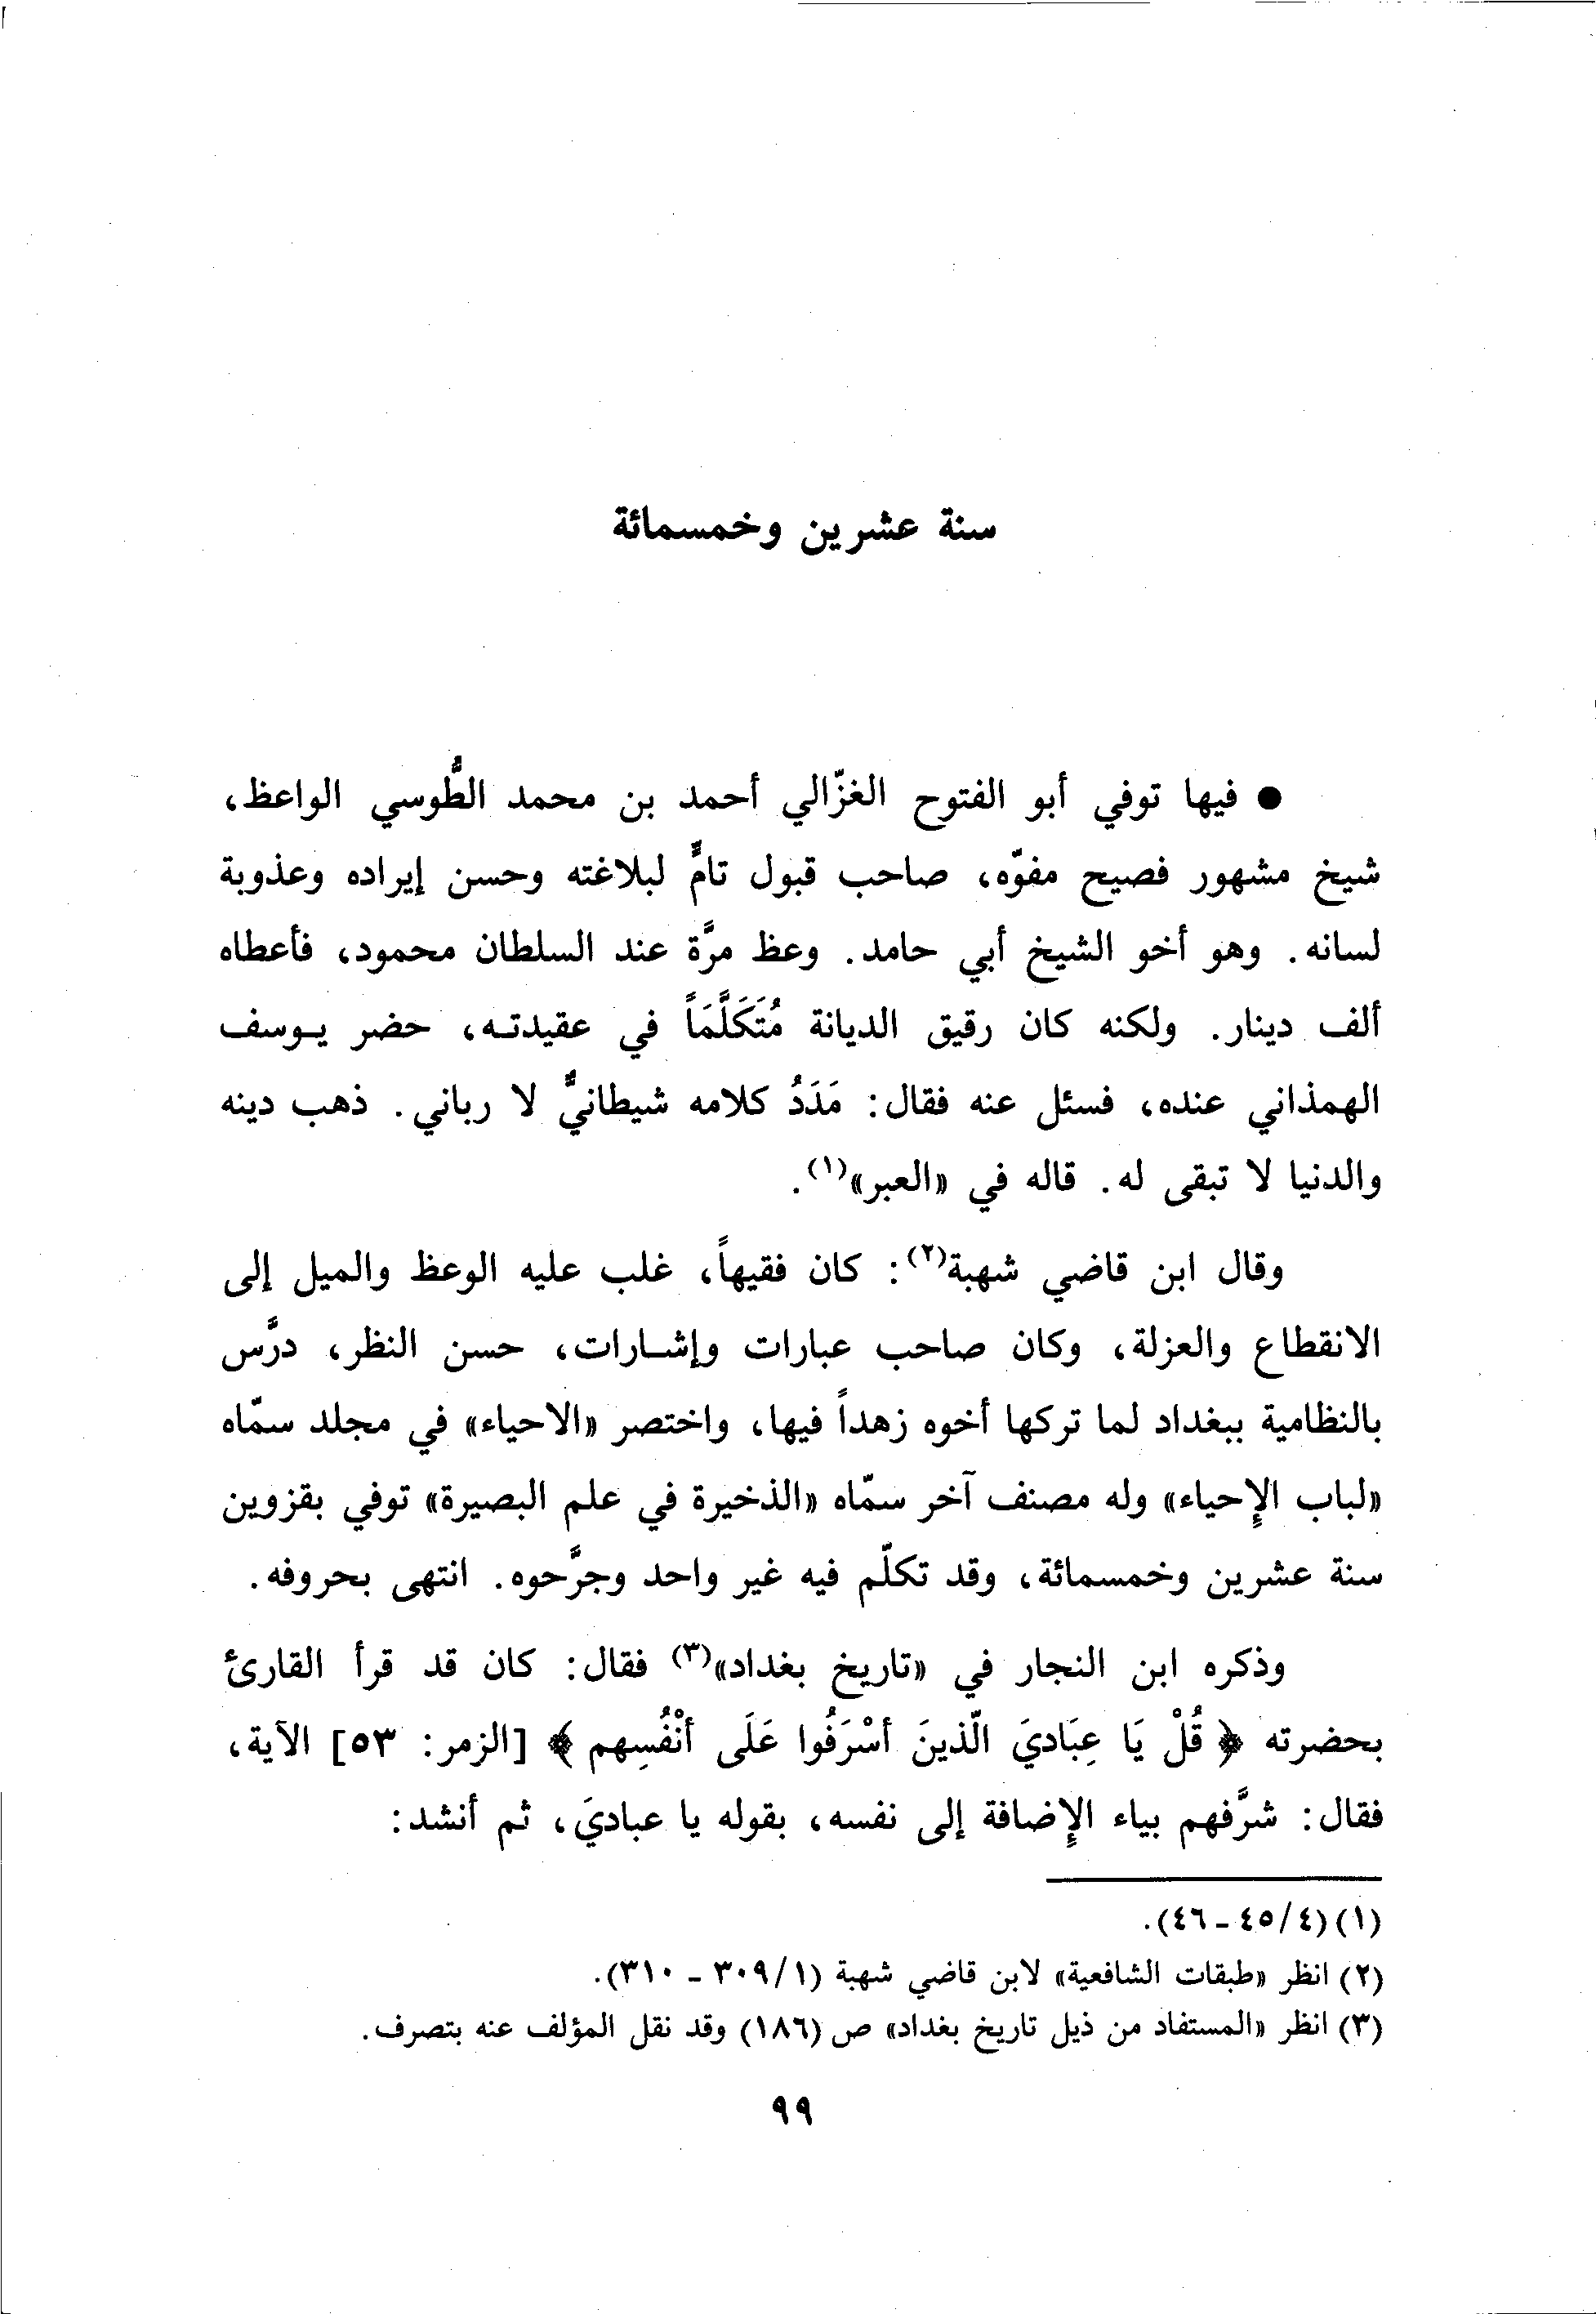 سنة عشرين وخمسمائة
● فيها توفي أبو الفتوح الغزّالي أحمد بن محمد الطُّوسي الواعظ،
شيخ مشهور فصيح مفوّه، صاحب قبول تامٍّ لبلاغته وحسن إيراده وعذوبة
لسانه. وهو أخو الشيخ أبي حامد. وعظ مرَّة عند السلطان محمود، فأعطاه
ألف دينار. ولكنه كان رقيق الديانة مُتَكَلَّمَاً في عقيدته، حضر يوسف
الهمذاني عنده، فسئل عنه فقال: مَدَدُ كلامه شيطانيٌّ لا رباني. ذهب دينه
والدنيا لا تبقى له. قاله في «العبر»(١).
وقال ابن قاضي شهبة(٢): كان فقيهاً، غلب عليه الوعظ والميل إلى
الانقطاع والعزلة، وكان صاحب عبارات وإشارات، حسن النظر، درَّس
بالنظامية ببغداد لما تركها أخوه زهداً فيها، واختصر «الاحياء» في مجلد سمّاه
«لباب الإحياء» وله مصنف آخر سمّاه «الذخيرة في علم البصيرة» توفي بقزوين
سنة عشرين وخمسمائة، وقد تكلّم فيه غير واحد وجرَّحوه. انتهى بحروفه.
وذكره ابن النجار في «تاريخ بغداد»(٣) فقال: كان قد قرأ القارئ
بحضرته ﴿قُلْ يَا عِبَاديَ الّذينَ أسْرَفُوا عَلَى أنْفُسِهم﴾ [الزمر: ٥٣] الآية،
فقال: شرَّفهم بياء الإضافة إلى نفسه، بقوله يا عباديَ، ثم أنشد:
(١) (٤/ ٤٥ - ٤٦).
(٢) انظر «طبقات الشافعية» لابن قاضي شهبة (١/ ٣٠٩ - ٣١٠).
(٣) انظر «المستفاد من ذيل تاريخ بغداد» ص (١٨٦) وقد نقل المؤلف عنه بتصرف.
٩٩